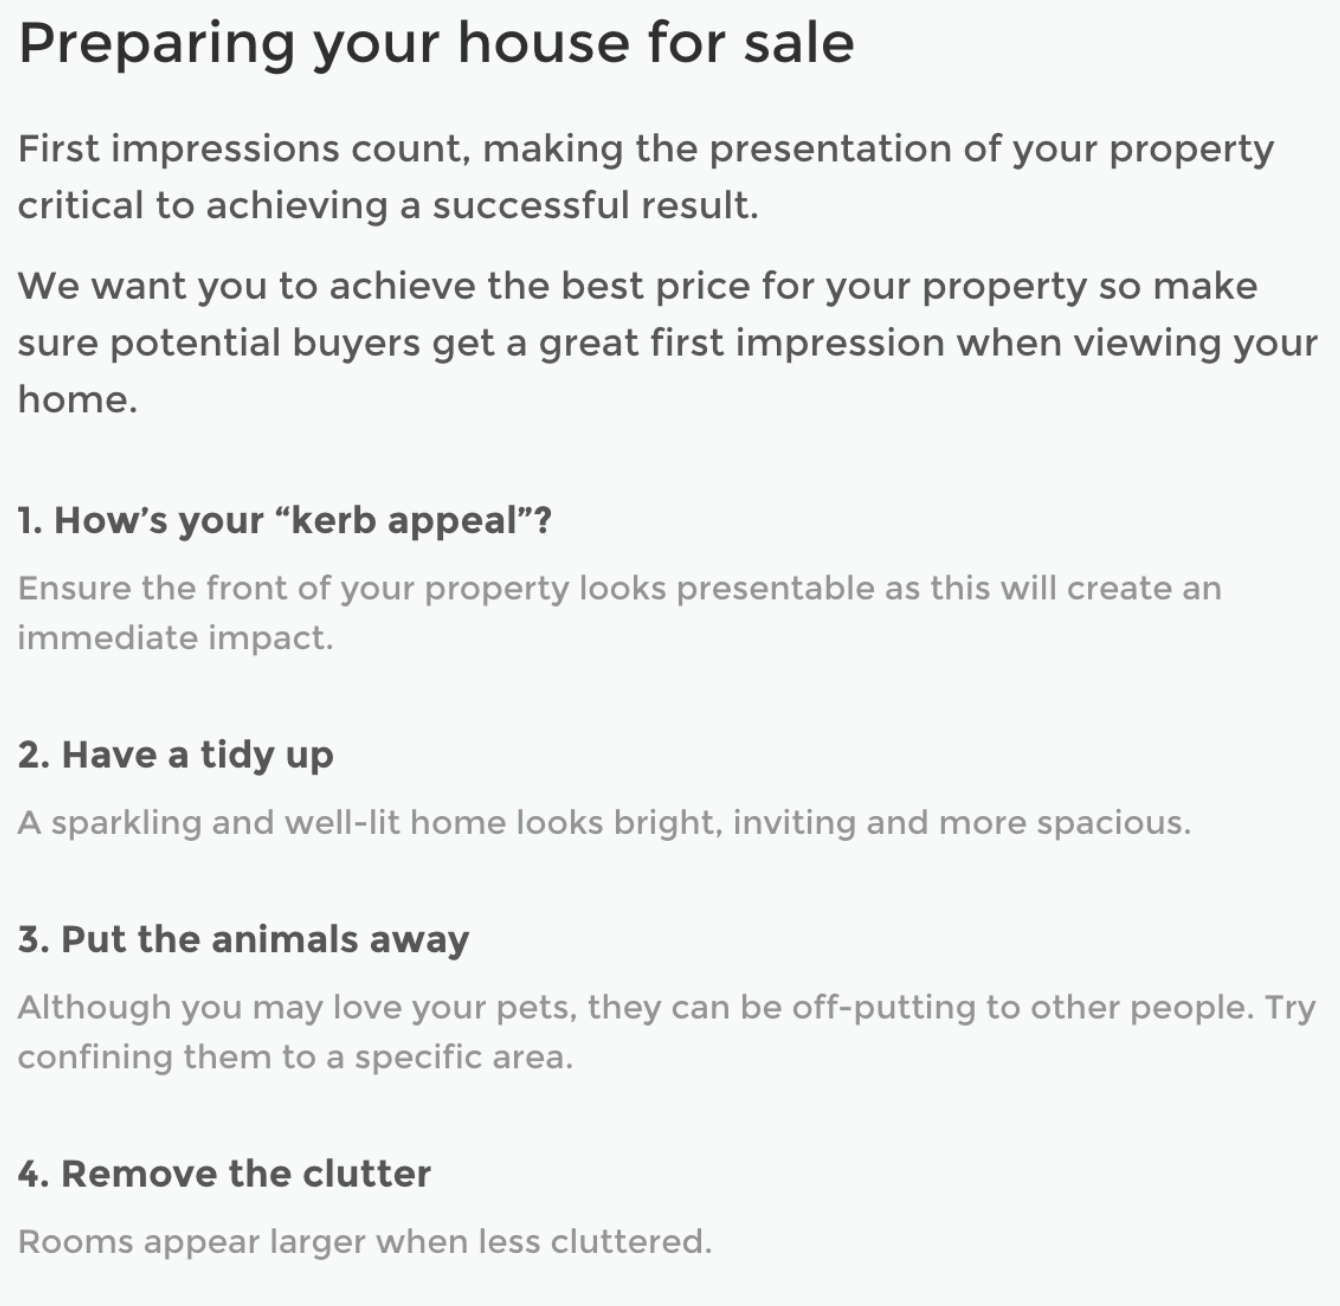 Preparing your house for sale
First impressions count, making the presentation of your property
critical to achieving a successful result.
We want you to achieve the best price for your property so make
sure potential buyers get a great first impression when viewing your
home.
1. How’s your “kerb appeal”?
Ensure the front of your property looks presentable as this will create an
immediate impact.
2. Have a tidy up
A sparkling and well-lit home looks bright, inviting and more spacious.
3. Put the animals away
Although you may love your pets, they can be off-putting to other people. Try
confining them to a specific area.
4. Remove the clutter
Rooms appear larger when less cluttered.